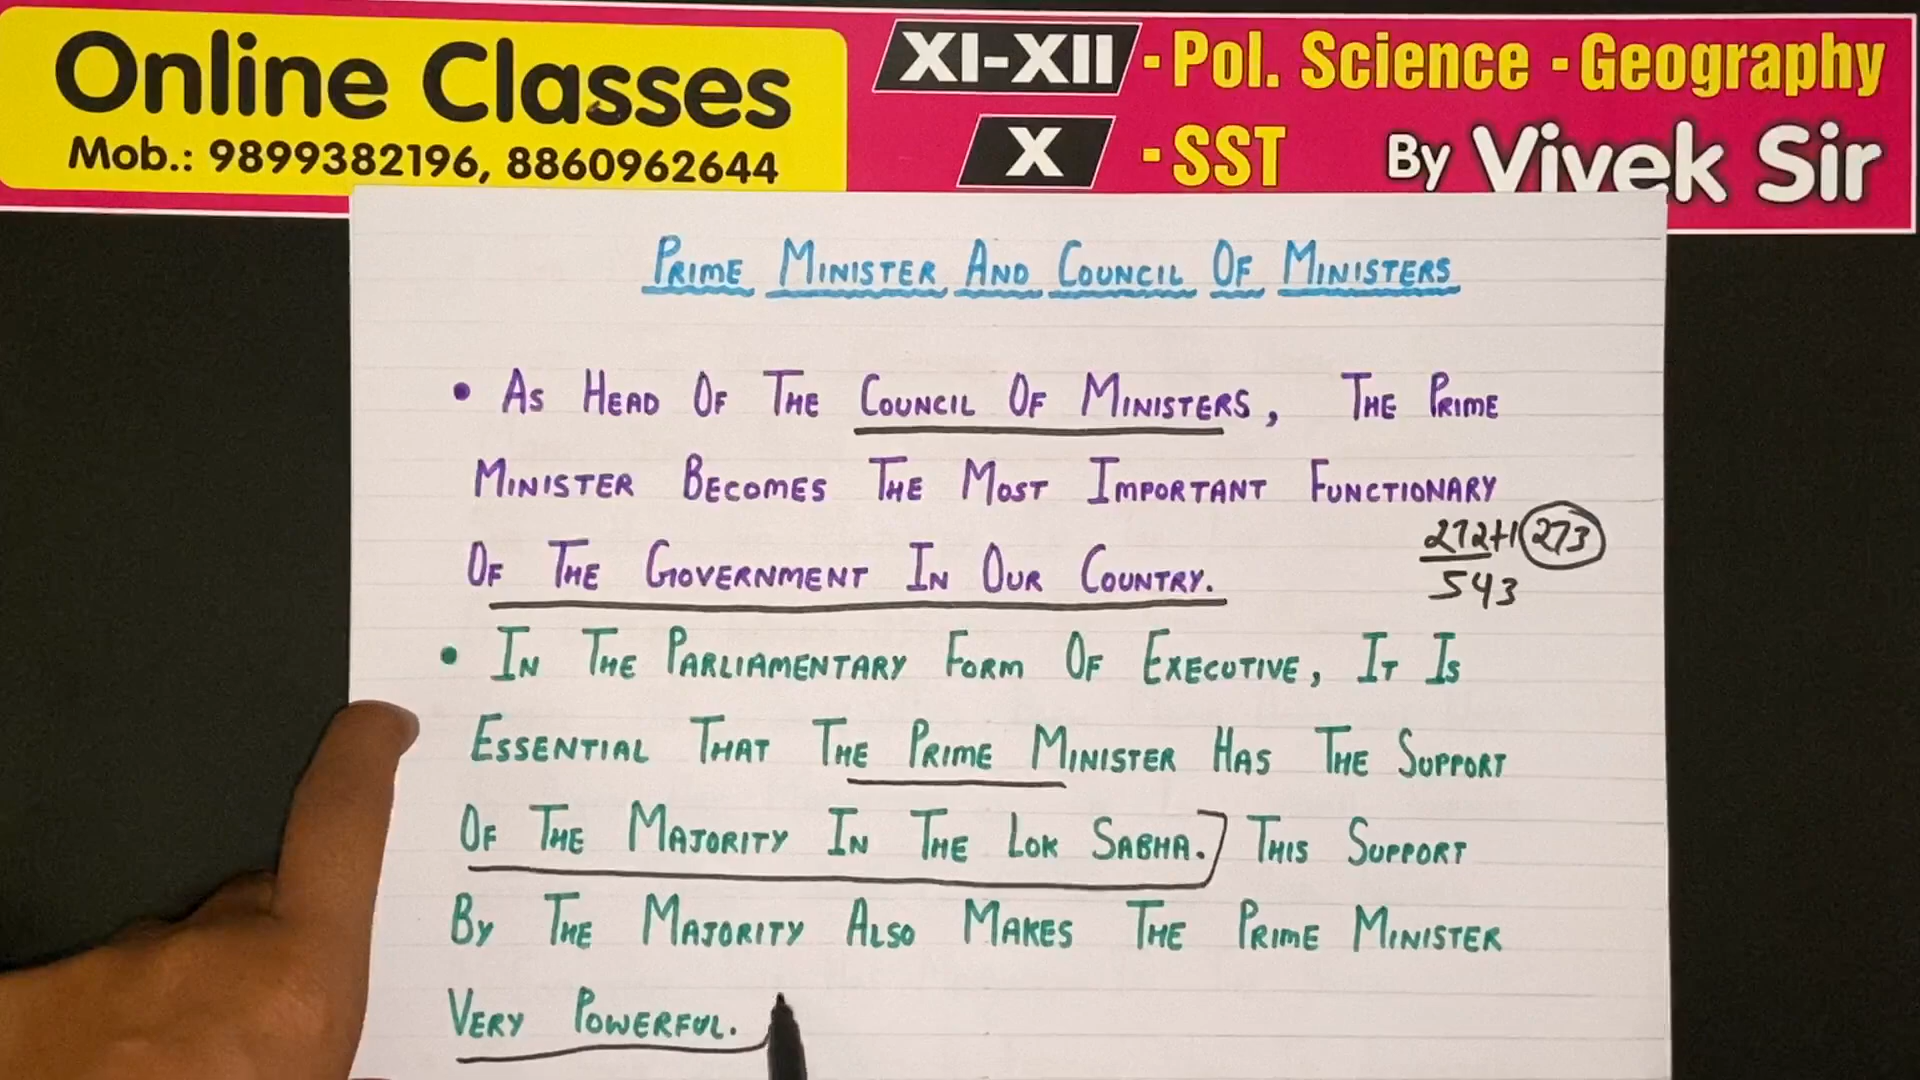 Online Classes
Mob.: 9899382196, 8860962644
XI-XII - Pol. Science - Geography
X - SST By Vivek Sir
PRIME MINISTER AND COUNCIL OF MINISTERS
• AS HEAD OF THE COUNCIL OF MINISTERS, THE PRIME
MINISTER BECOMES THE MOST IMPORTANT FUNCTIONARY
OF THE GOVERNMENT IN OUR COUNTRY.
272+1 273
543
• IN THE PARLIAMENTARY FORM OF EXECUTIVE, IT IS
ESSENTIAL THAT THE PRIME MINISTER HAS THE SUPPORT
OF THE MAJORITY IN THE LOK SABHA. THIS SUPPORT
BY THE MAJORITY ALSO MAKES THE PRIME MINISTER
VERY POWERFUL.